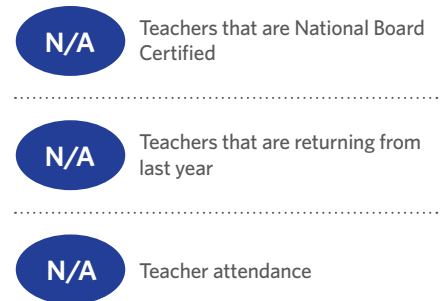 N/A
Teachers that are National Board
Certified
N/A
Teachers that are returning from
last year
N/A
Teacher attendance